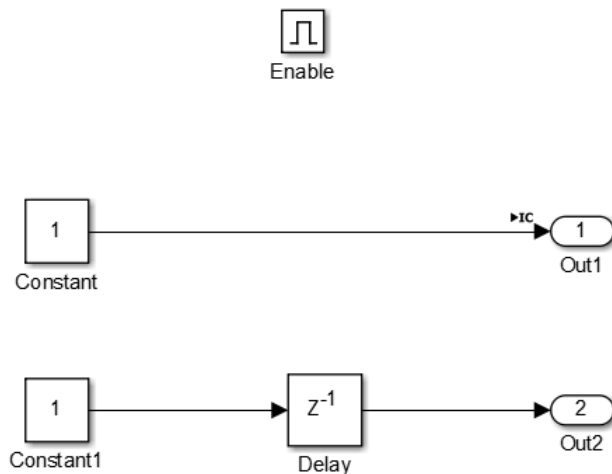 Enable
1
▸IC
1
Constant
Out1
1
Z-1
2
Constant1
Delay
Out2